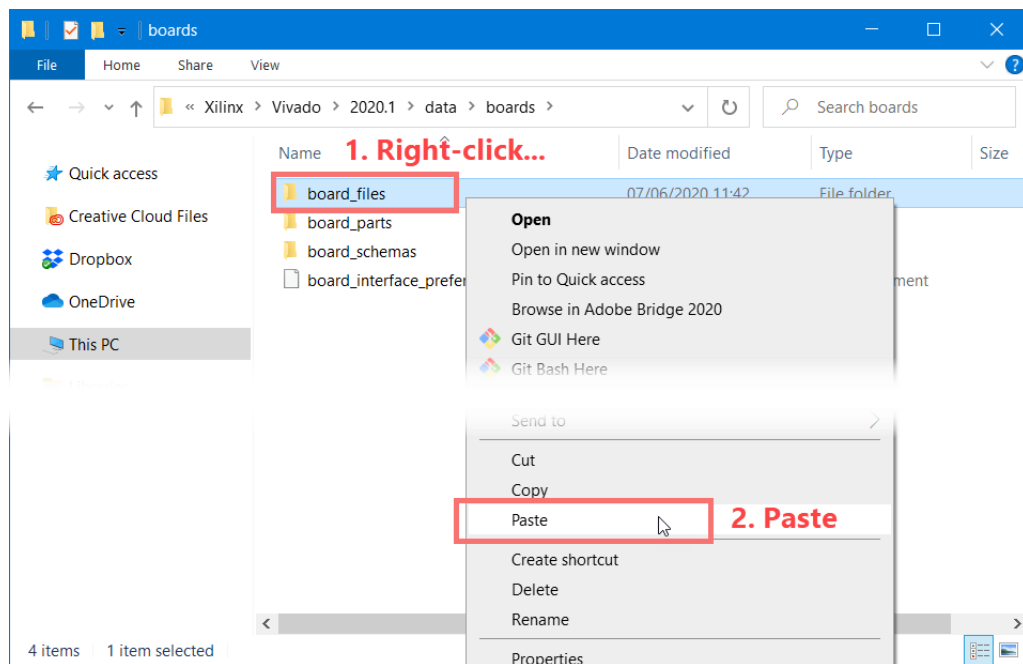 boards
File Home Share View
« Xilinx > Vivado > 2020.1 > data > boards > Search boards
Name 1. Right-click... Date modified Type Size
Quick access
Creative Cloud Files
Dropbox
OneDrive
This PC
board_files 07/06/2020 11:42 File folder
board_parts
board_schemas
board_interface_prefer ment
Open
Open in new window
Pin to Quick access
Browse in Adobe Bridge 2020
Git GUI Here
Git Bash Here
Send to
Cut
Copy
Paste 2. Paste
Create shortcut
Delete
Rename
Properties
4 items 1 item selected